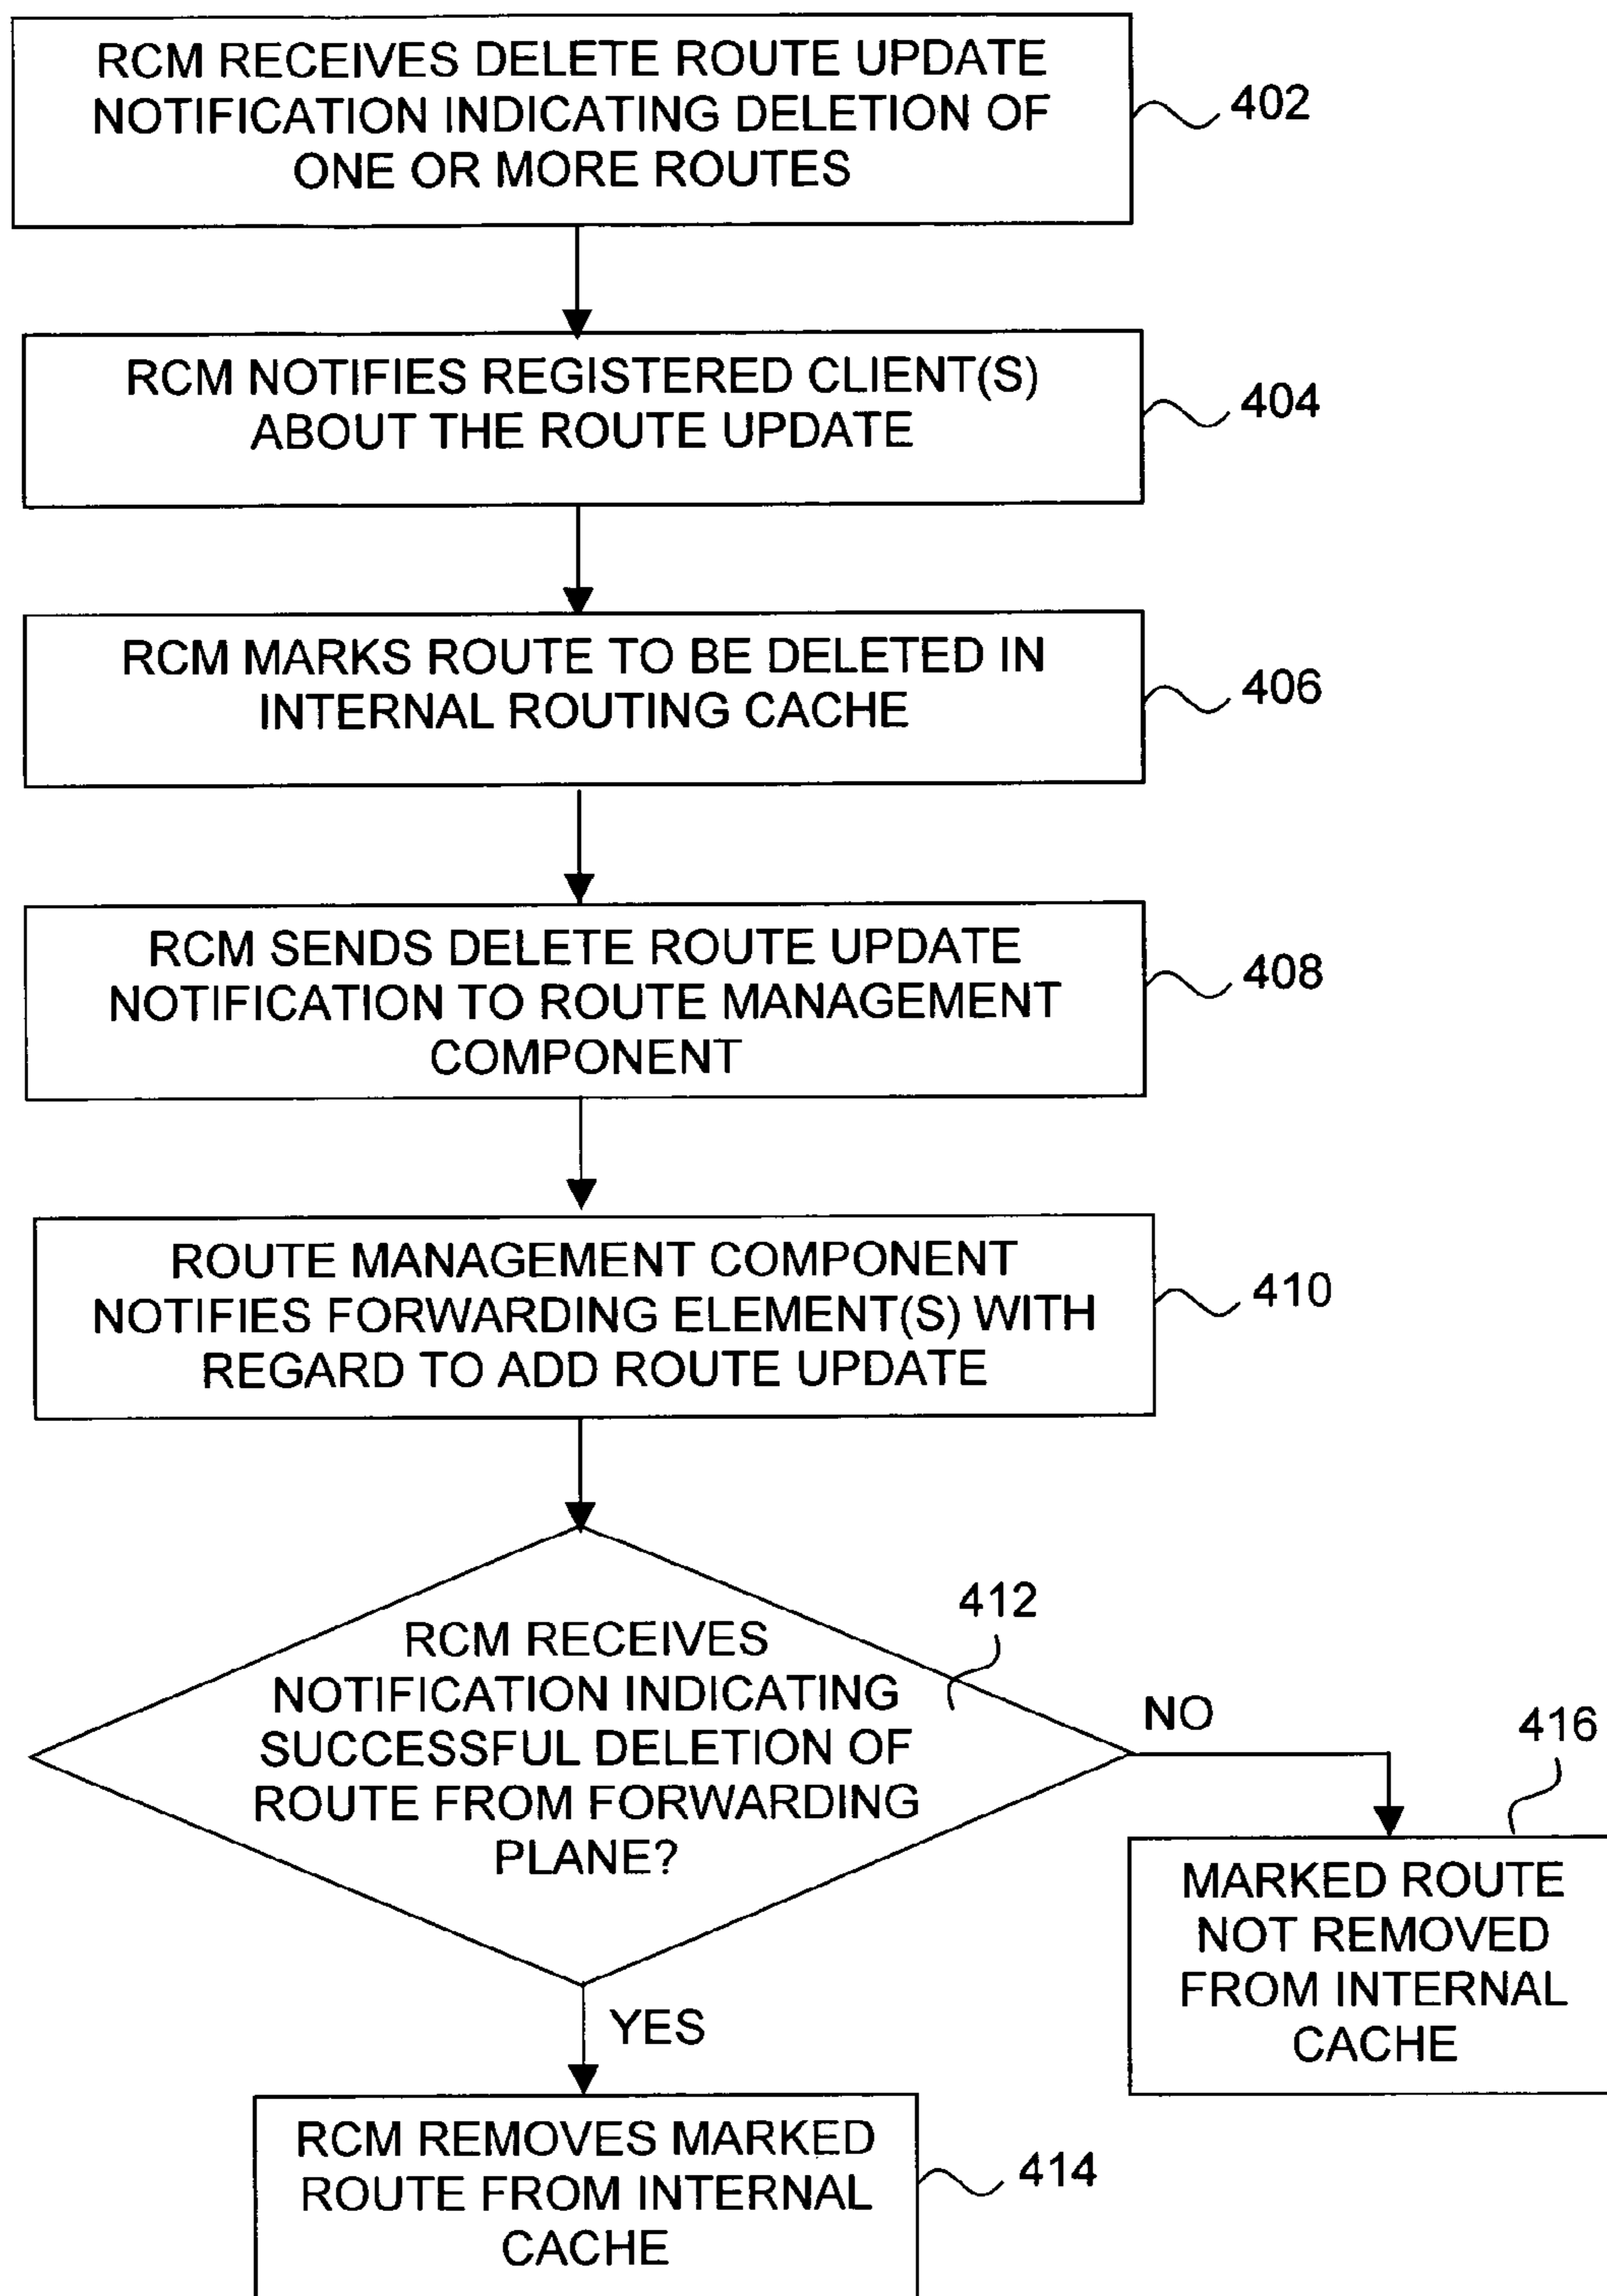 RCM RECEIVES DELETE ROUTE UPDATE
NOTIFICATION INDICATING DELETION OF
ONE OR MORE ROUTES
402
RCM NOTIFIES REGISTERED CLIENT(S)
ABOUT THE ROUTE UPDATE
404
RCM MARKS ROUTE TO BE DELETED IN
INTERNAL ROUTING CACHE
406
RCM SENDS DELETE ROUTE UPDATE
NOTIFICATION TO ROUTE MANAGEMENT
COMPONENT
408
ROUTE MANAGEMENT COMPONENT
NOTIFIES FORWARDING ELEMENT(S) WITH
REGARD TO ADD ROUTE UPDATE
410
RCM RECEIVES
NOTIFICATION INDICATING
SUCCESSFUL DELETION OF
ROUTE FROM FORWARDING
PLANE?
412
NO
416
MARKED ROUTE
NOT REMOVED
FROM INTERNAL
CACHE
YES
RCM REMOVES MARKED
ROUTE FROM INTERNAL
CACHE
414